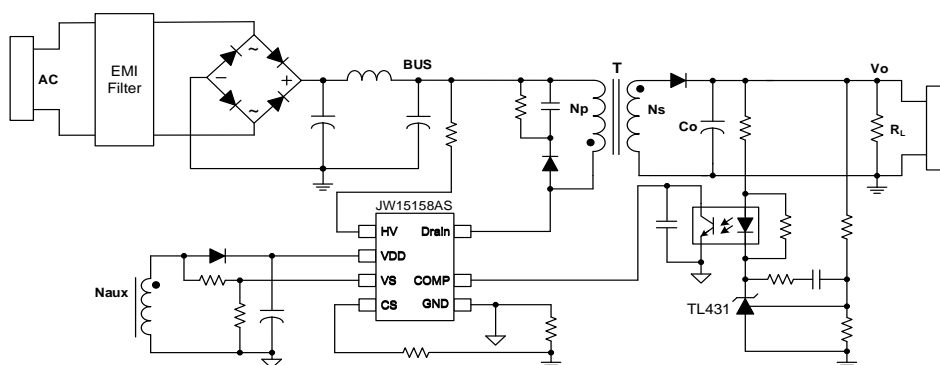 AC
EMI
Filter
~
~
−
+
BUS
Np
T
Ns
Co
Vo
RL
JW15158AS
HV
Drain
VDD
VS
COMP
CS
GND
Naux
TL431